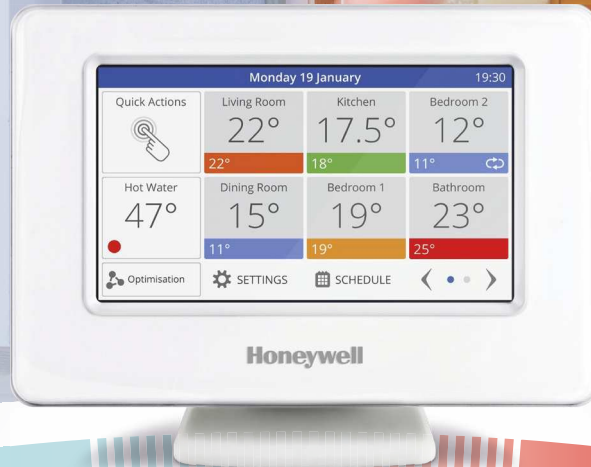 Monday 19 January 19:30
Quick Actions
Living Room
22°
22°
Kitchen
17.5°
18°
Bedroom 2
12°
11°
Hot Water
47°
Dining Room
15°
11°
Bedroom 1
19°
19°
Bathroom
23°
25°
Optimisation
SETTINGS
SCHEDULE
Honeywell